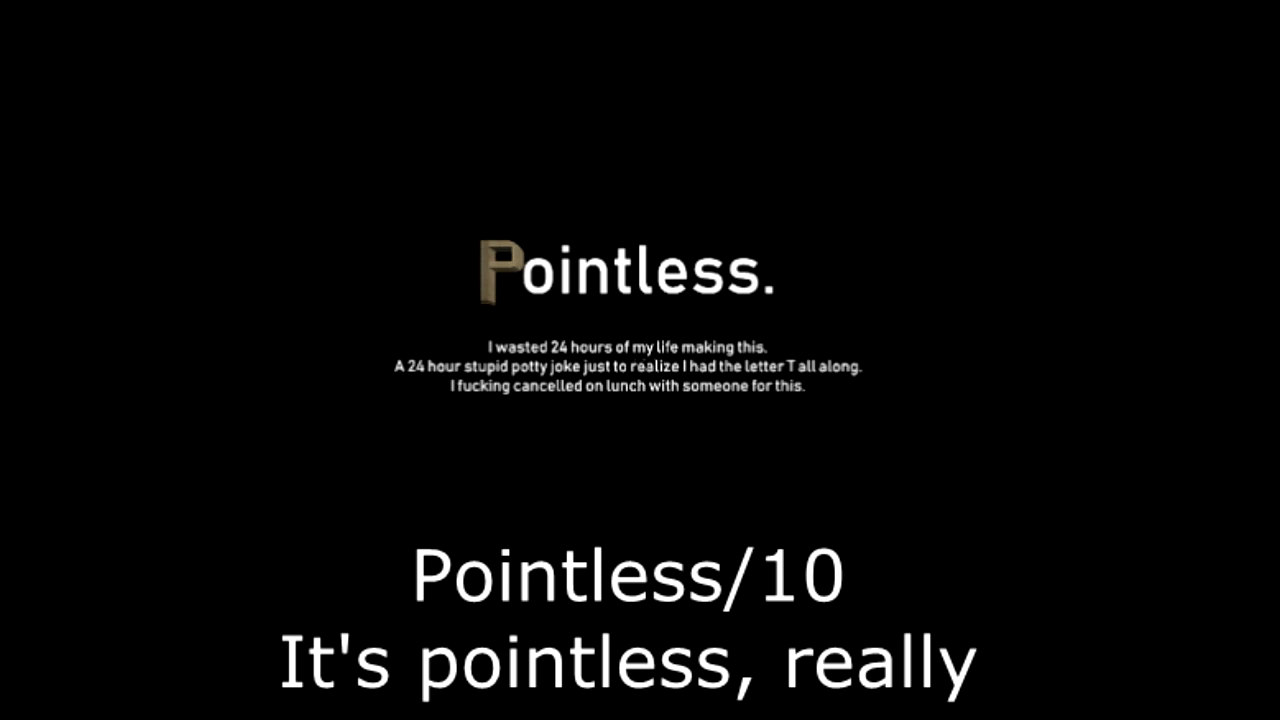 Pointless.
I wasted 24 hours of my life making this.
A 24 hour stupid potty joke just to realize I had the letter T all along.
I fucking cancelled on lunch with someone for this.
Pointless/10
It's pointless, really